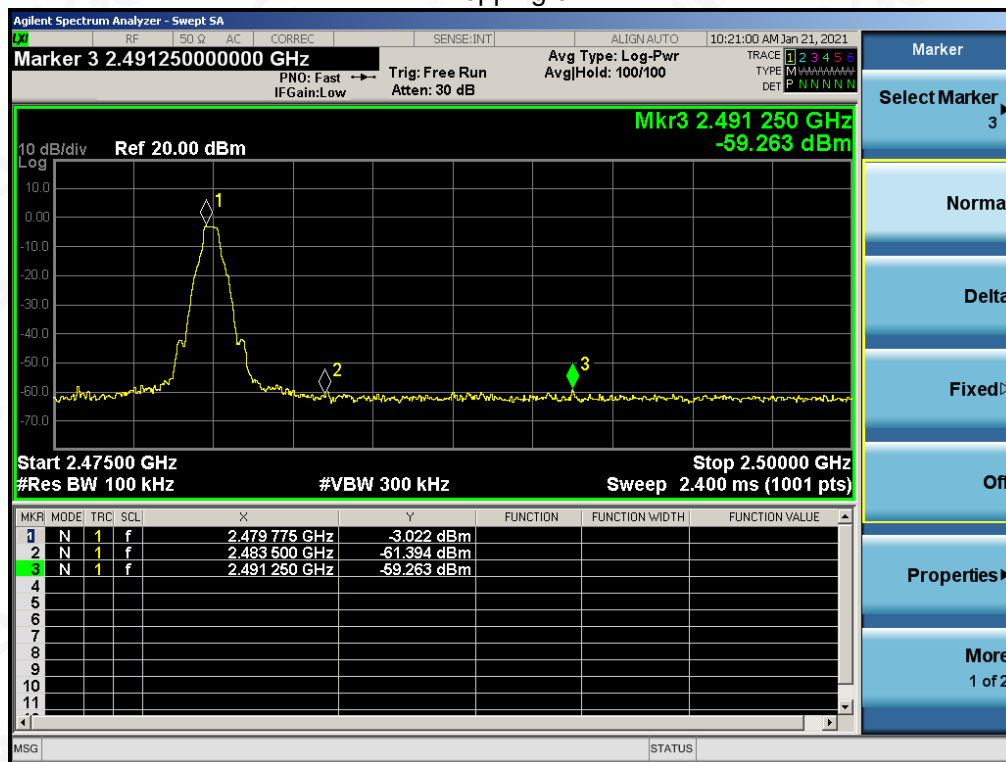 Agilent Spectrum Analyzer - Swept SA
LXI RF 50 Ω AC CORREC SENSE:INT ALIGN AUTO 10:21:00 AM Jan 21, 2021
Marker 3 2.491250000000 GHz
PNO: Fast Trig: Free Run Avg Type: Log-Pwr TRACE 1 2 3 4 5 6
IFGain:Low Atten: 30 dB Avg|Hold: 100/100 TYPE M WWWWW
DET P N N N N N
Mkr3 2.491 250 GHz
-59.263 dBm
10 dB/div Ref 20.00 dBm
Log
10.0
0.00
-10.0
-20.0
-30.0
-40.0
-50.0
-60.0
-70.0
1
2
3
Start 2.47500 GHz Stop 2.50000 GHz
#Res BW 100 kHz #VBW 300 kHz Sweep 2.400 ms (1001 pts)
MKR MODE TRC SCL X Y FUNCTION FUNCTION WIDTH FUNCTION VALUE
1 N 1 f 2.479 775 GHz -3.022 dBm
2 N 1 f 2.483 500 GHz -61.394 dBm
3 N 1 f 2.491 250 GHz -59.263 dBm
4
5
6
7
8
9
10
11
MSG STATUS
Marker
Select Marker
3
Norma
Delta
Fixed
Off
Properties
More
1 of 2